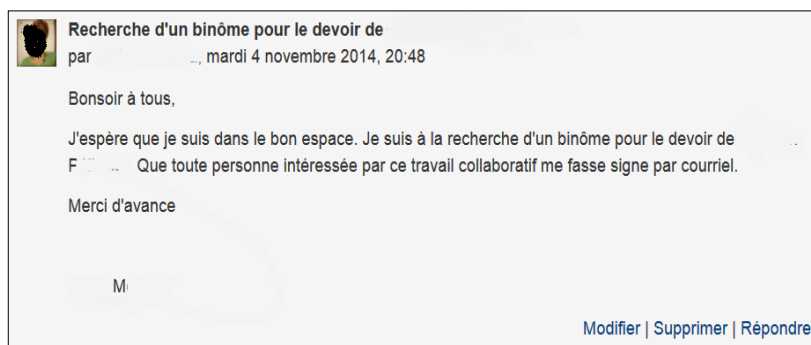 Recherche d'un binôme pour le devoir de
par , mardi 4 novembre 2014, 20:48
Bonsoir à tous,
J'espère que je suis dans le bon espace. Je suis à la recherche d'un binôme pour le devoir de
Que toute personne intéressée par ce travail collaboratif me fasse signe par courriel.
Merci d'avance
Modifier | Supprimer | Répondre